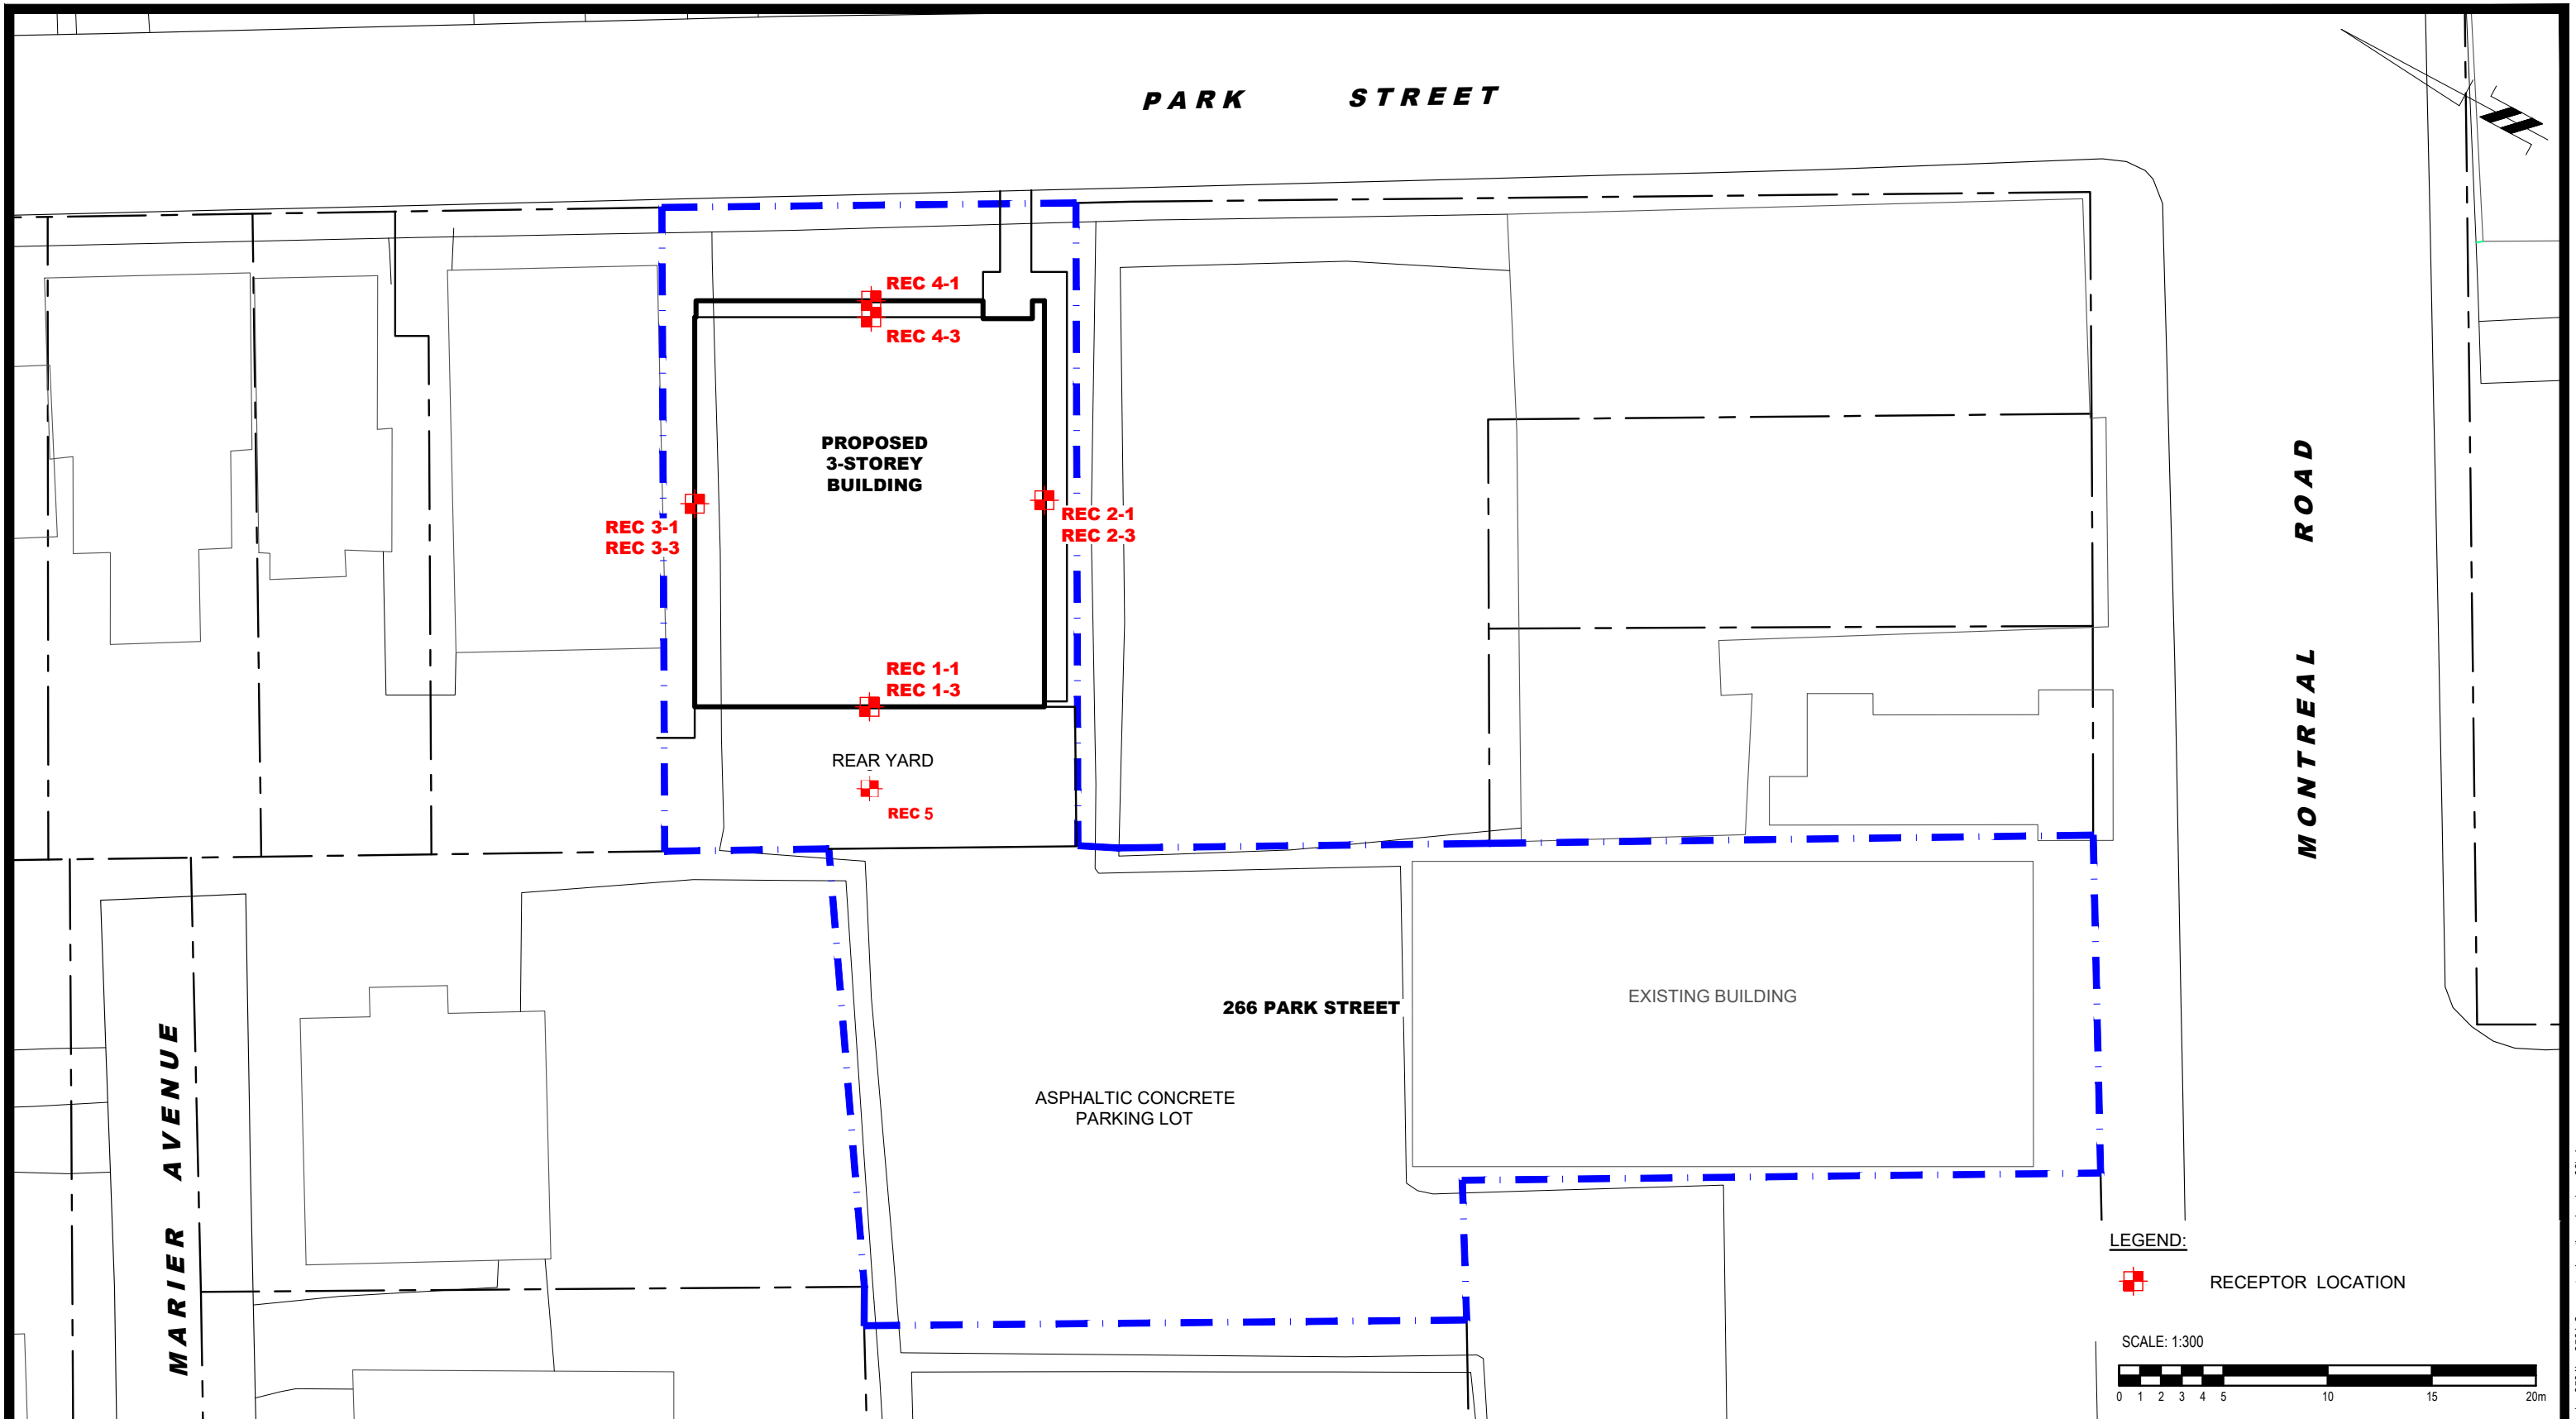 PARK STREET
REC 4-1
REC 4-3
PROPOSED
3-STOREY
BUILDING
REC 3-1
REC 3-3
REC 2-1
REC 2-3
REC 1-1
REC 1-3
REAR YARD
REC 5
MONTREAL ROAD
MARIER AVENUE
266 PARK STREET
EXISTING BUILDING
ASPHALTIC CONCRETE
PARKING LOT
LEGEND:
RECEPTOR LOCATION
SCALE: 1:300
0 1 2 3 4 5 10 15 20m